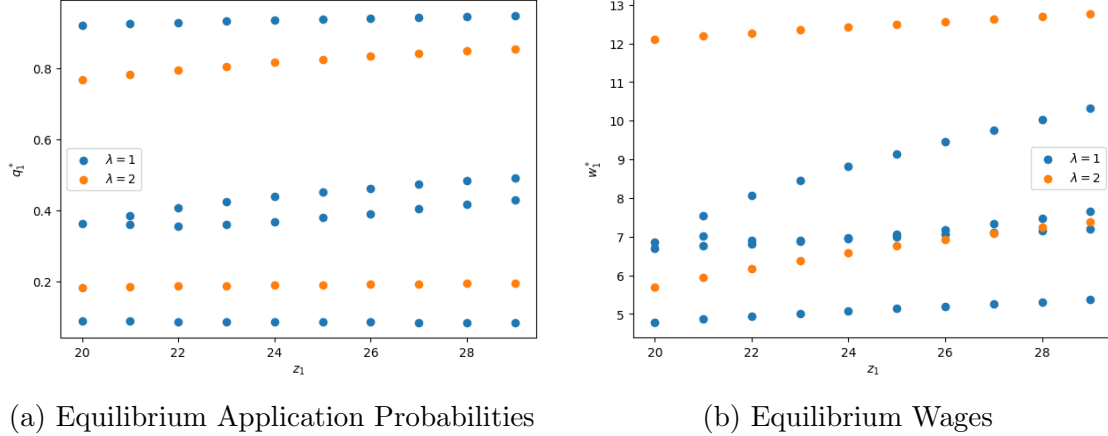 0.8
0.6
0.4
0.2
q₁*
λ = 1
λ = 2
20 22 24 26 28
z₁
13
12
11
10
9
8
7
6
5
w₁*
λ = 1
λ = 2
20 22 24 26 28
z₁
(a) Equilibrium Application Probabilities
(b) Equilibrium Wages